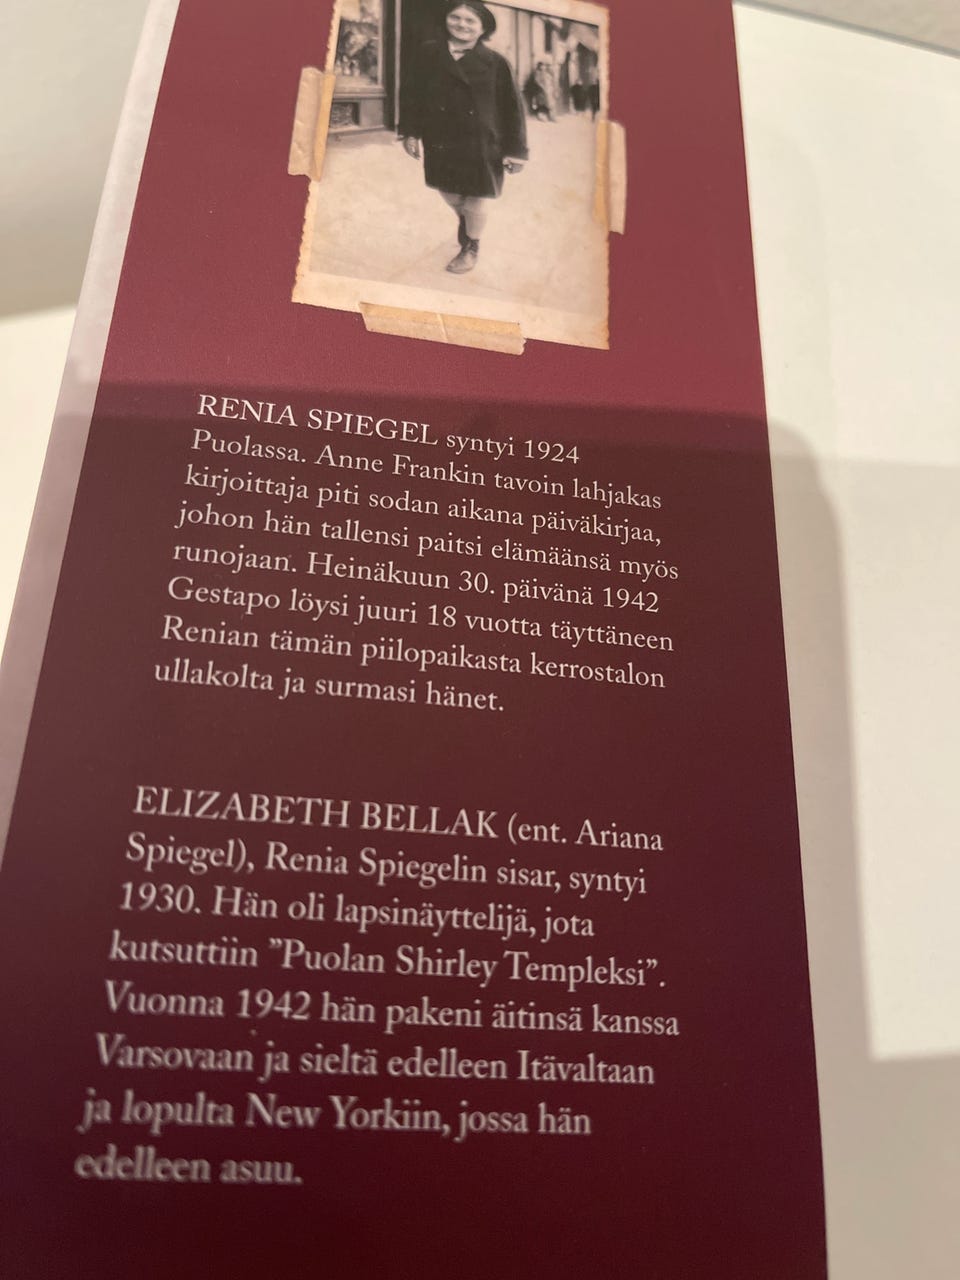 RENIA SPIEGEL syntyi 1924
Puolassa. Anne Frankin tavoin lahjakas
kirjoittaja piti sodan aikana päiväkirjaa,
johon hän tallensi paitsi elämäänsä myös
runojaan. Heinäkuun 30. päivänä 1942
Gestapo löysi juuri 18 vuotta täyttäneen
Renian tämän piilopaikasta kerrostalon
ullakolta ja surmasi hänet.
ELIZABETH BELLAK (ent. Ariana
Spiegel), Renia Spiegelin sisar, syntyi
1930. Hän oli lapsinäyttelijä, jota
kutsuttiin ”Puolan Shirley Templeksi”.
Vuonna 1942 hän pakeni äitinsä kanssa
Varsovaan ja sieltä edelleen Itävaltaan
ja lopulta New Yorkiin, jossa hän
edelleen asuu.